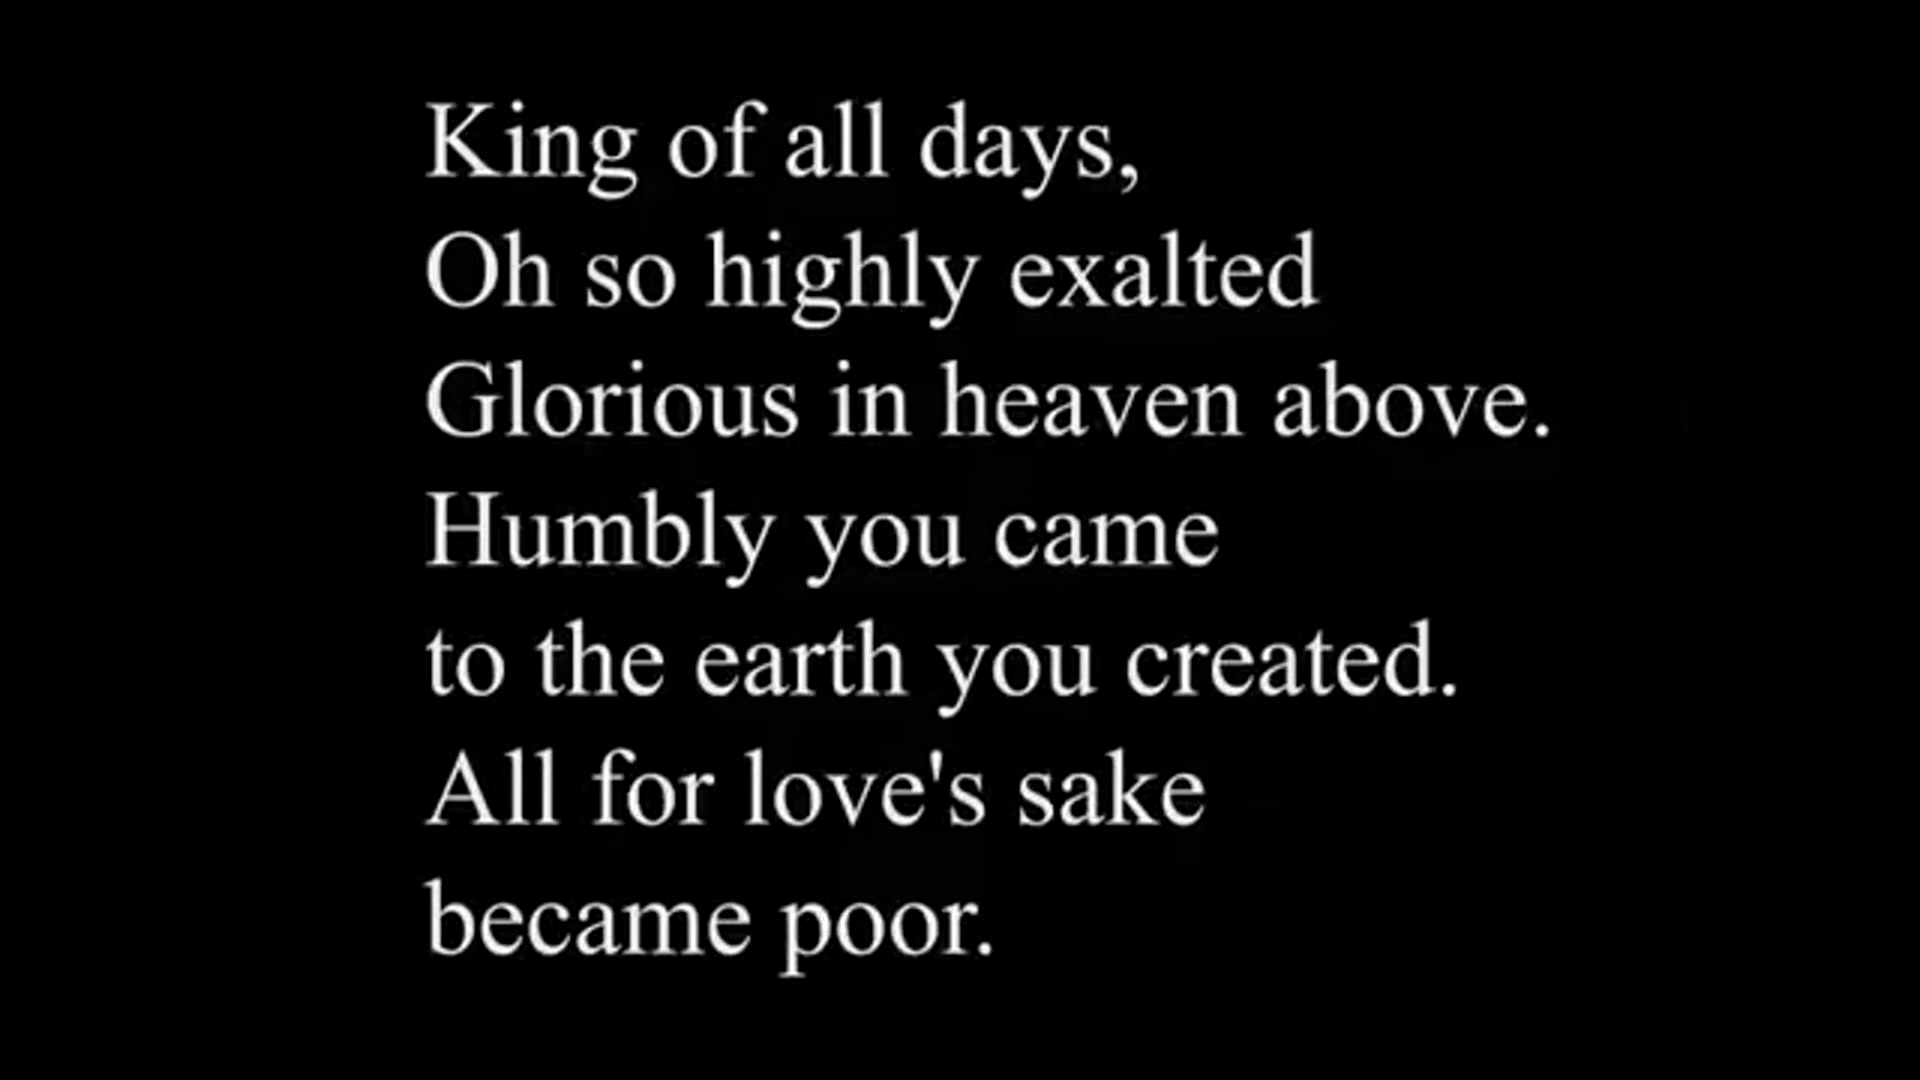 King of all days,
Oh so highly exalted
Glorious in heaven above.
Humbly you came
to the earth you created.
All for love's sake
became poor.